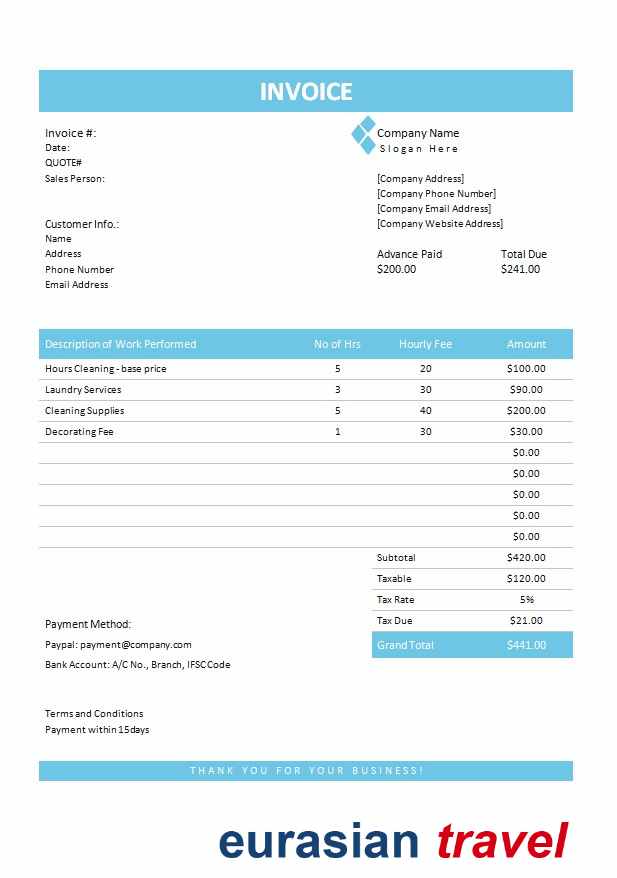 INVOICE
Invoice #:
Date:
QUOTE#
Sales Person:
Company Name
Slogan Here
[Company Address]
[Company Phone Number]
[Company Email Address]
[Company Website Address]
Customer Info.:
Name
Address
Phone Number
Email Address
Advance Paid Total Due
$200.00 $241.00
Description of Work Performed No of Hrs Hourly Fee Amount
Hours Cleaning - base price 5 20 $100.00
Laundry Services 3 30 $90.00
Cleaning Supplies 5 40 $200.00
Decorating Fee 1 30 $30.00
$0.00
$0.00
$0.00
$0.00
$0.00
Subtotal $420.00
Taxable $120.00
Tax Rate 5%
Tax Due $21.00
Grand Total $441.00
Payment Method:
Paypal: payment@company.com
Bank Account: A/C No., Branch, IFSC Code
Terms and Conditions
Payment within 15days
THANK YOU FOR YOUR BUSINESS!
eurasian travel